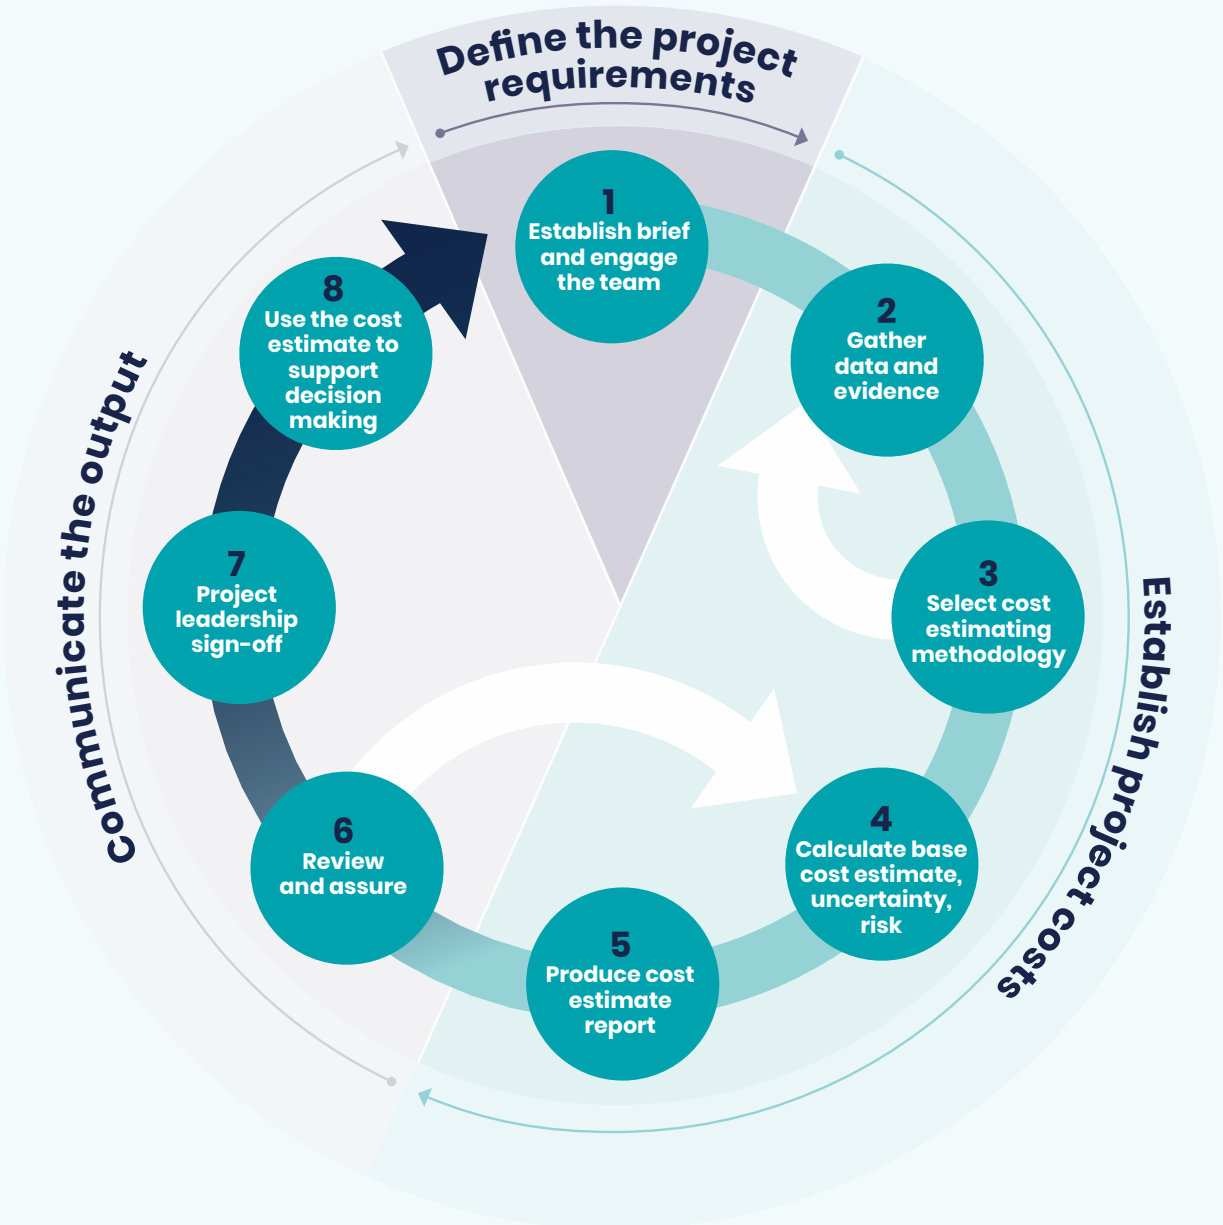 Define the project
requirements
1
Establish brief
and engage
the team
2
Gather
data and
evidence
3
Select cost
estimating
methodology
4
Calculate base
cost estimate,
uncertainty,
risk
5
Produce cost
estimate
report
6
Review
and assure
7
Project
leadership
sign-off
8
Use the cost
estimate to
support
decision
making
Establish project costs
Communicate the output